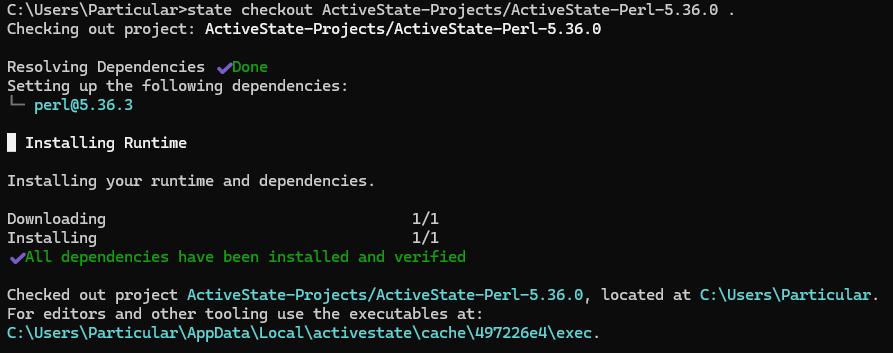 C:\Users\Particular>state checkout ActiveState-Projects/ActiveState-Perl-5.36.0 .
Checking out project: ActiveState-Projects/ActiveState-Perl-5.36.0
Resolving Dependencies ✔Done
Setting up the following dependencies:
└─ perl@5.36.3
█ Installing Runtime
Installing your runtime and dependencies.
Downloading 1/1
Installing 1/1
✔All dependencies have been installed and verified
Checked out project ActiveState-Projects/ActiveState-Perl-5.36.0, located at C:\Users\Particular.
For editors and other tooling use the executables at:
C:\Users\Particular\AppData\Local\activestate\cache\497226e4\exec.